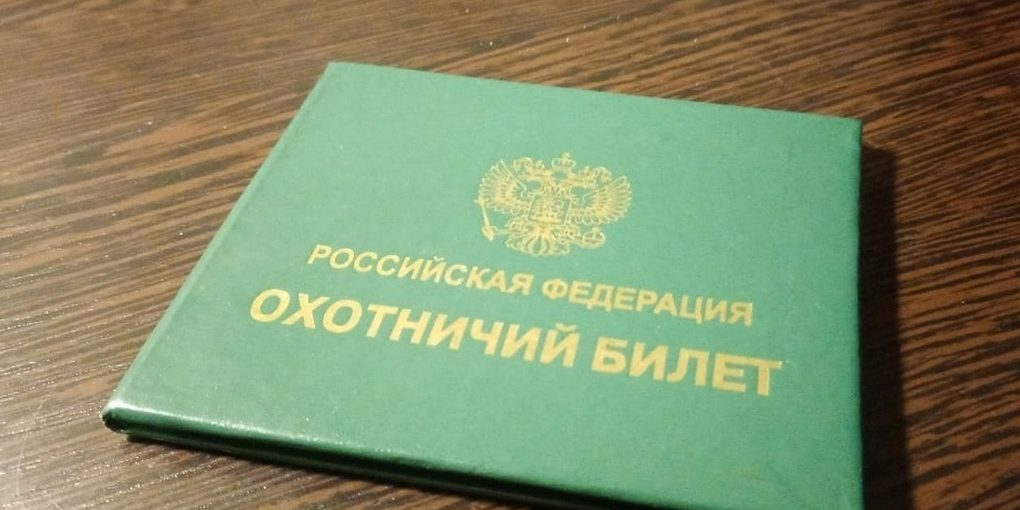 РОССИЙСКАЯ ФЕДЕРАЦИЯ
ОХОТНИЧИЙ БИЛЕТ